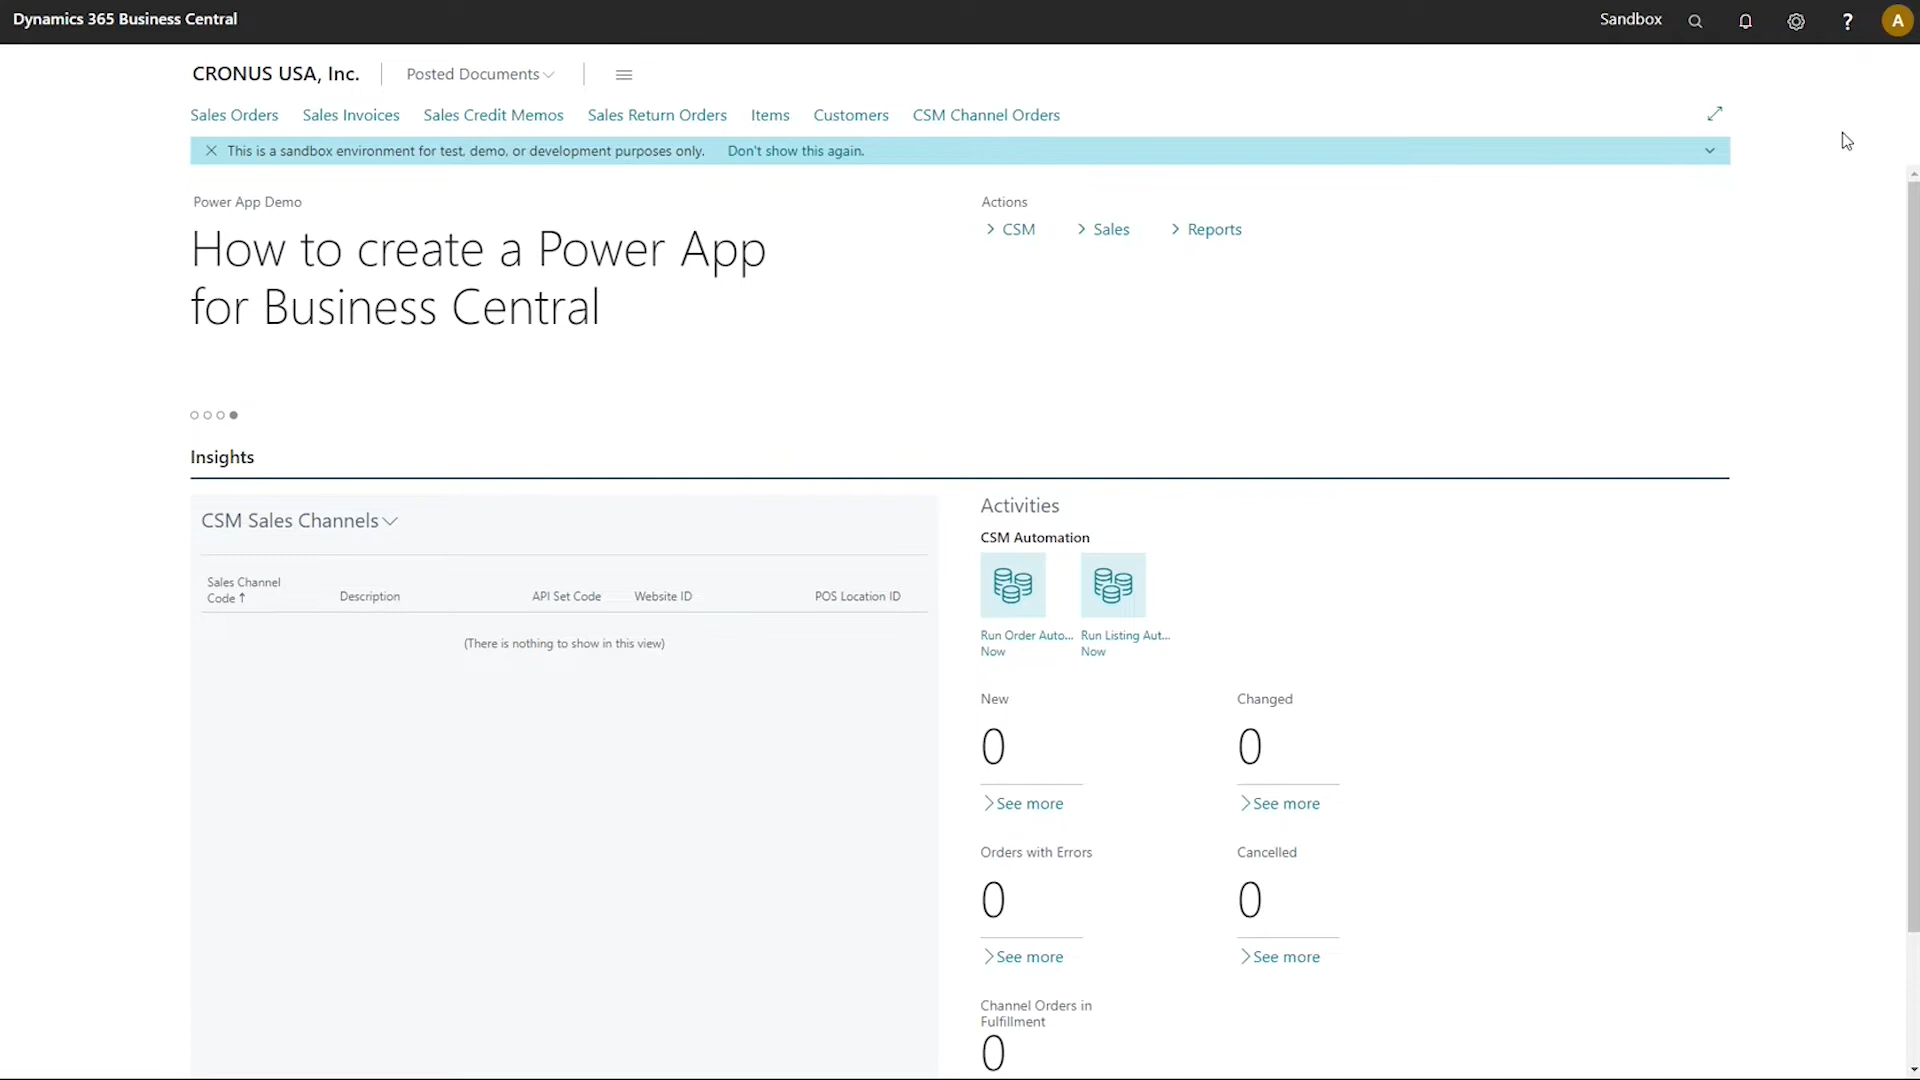 Dynamics 365 Business Central
Sandbox
?
A
CRONUS USA, Inc.
Posted Documents
Sales Orders
Sales Invoices
Sales Credit Memos
Sales Return Orders
Items
Customers
CSM Channel Orders
This is a sandbox environment for test, demo, or development purposes only.
Don't show this again.
Power App Demo
How to create a Power App
for Business Central
Actions
CSM
Sales
Reports
Insights
CSM Sales Channels
Sales Channel
Code ↑
Description
API Set Code
Website ID
POS Location ID
(There is nothing to show in this view)
Activities
CSM Automation
Run Order Auto...
Now
Run Listing Aut...
Now
New
0
See more
Changed
0
See more
Orders with Errors
0
See more
Cancelled
0
See more
Channel Orders in
Fulfillment
0